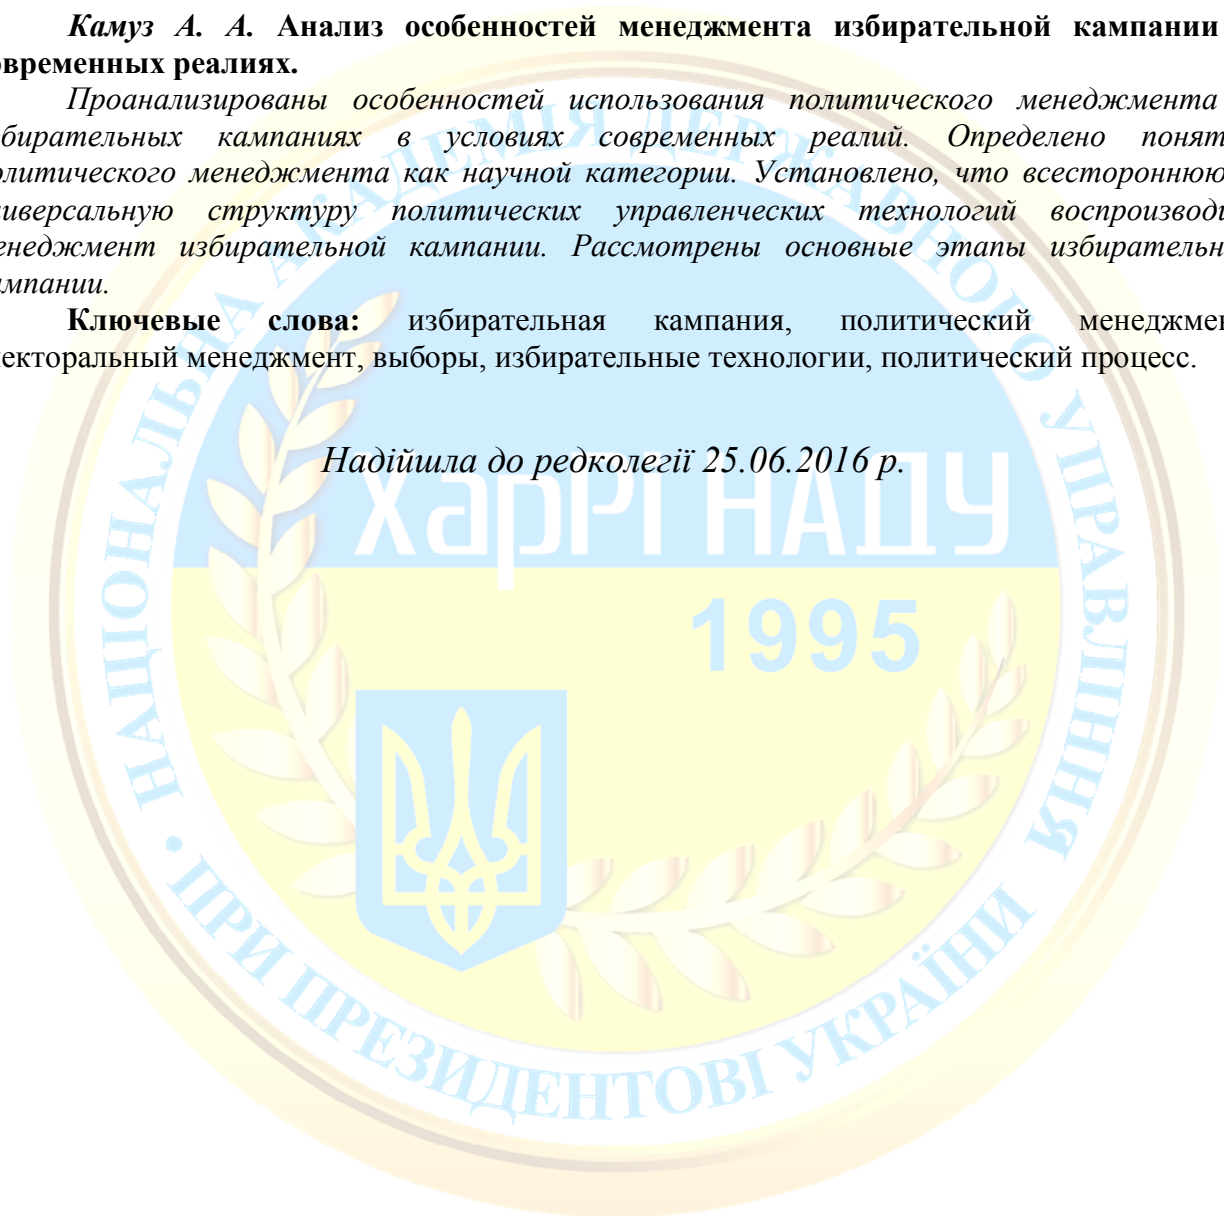 Камуз А. А. Анализ особенностей менеджмента избирательной кампании
овременных реалиях.
Проанализированы особенностей использования политического менеджмента
збирательных кампаниях в условиях современных реалий. Определено понят
олитического менеджмента как научной категории. Установлено, что всестороннюю
ниверсальную структуру политических управленческих технологий воспроизводи
енеджмент избирательной кампании. Рассмотрены основные этапы избирательн
ампании.
Ключевые слова: избирательная кампания, политический менеджмен
лекторальный менеджмент, выборы, избирательные технологии, политический процесс.
Надійшла до редколегії 25.06.2016 р.
ХарРІ НАДУ
1995
НАЦІОНАЛЬНА АКАДЕМІЯ ДЕРЖАВНОГО УПРАВЛІННЯ
• ПРИ ПРЕЗИДЕНТОВІ УКРАЇНИ